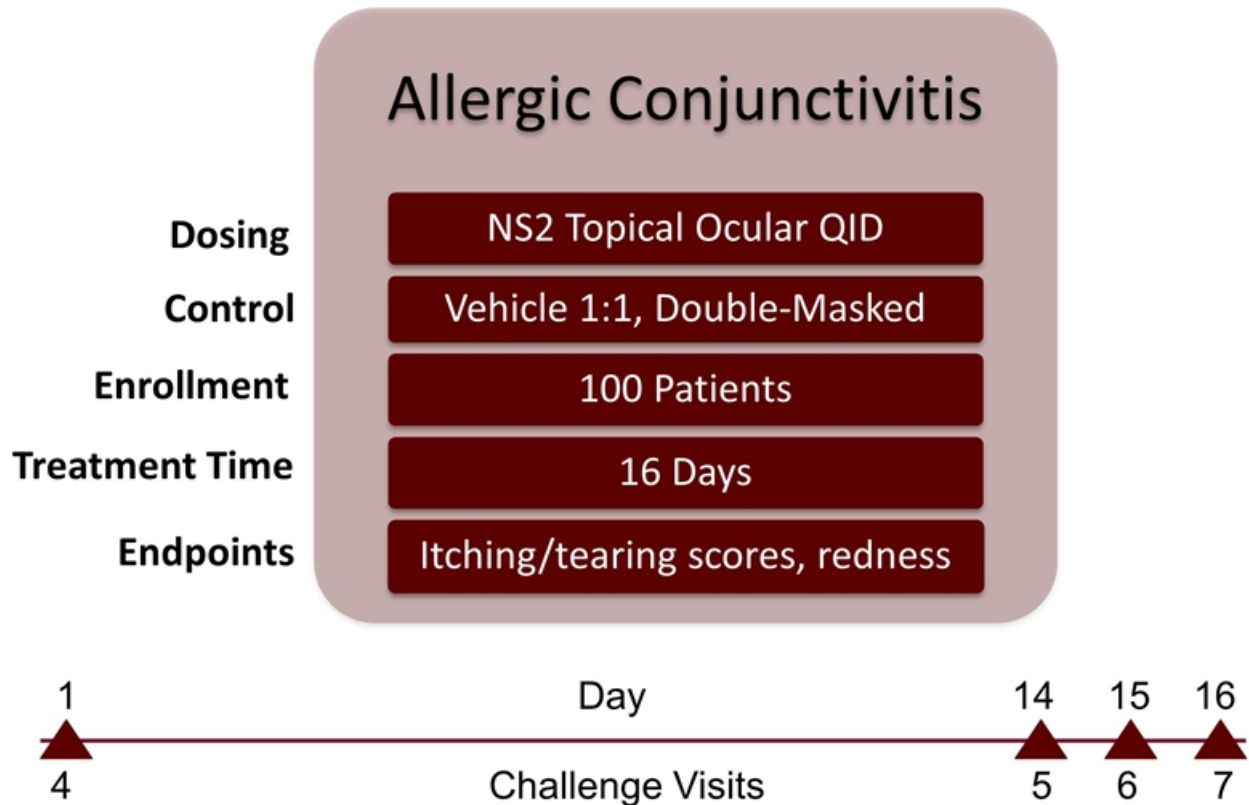 Allergic Conjunctivitis
Dosing NS2 Topical Ocular QID
Control Vehicle 1:1, Double-Masked
Enrollment 100 Patients
Treatment Time 16 Days
Endpoints Itching/tearing scores, redness
1 Day 14 15 16
4 Challenge Visits 5 6 7